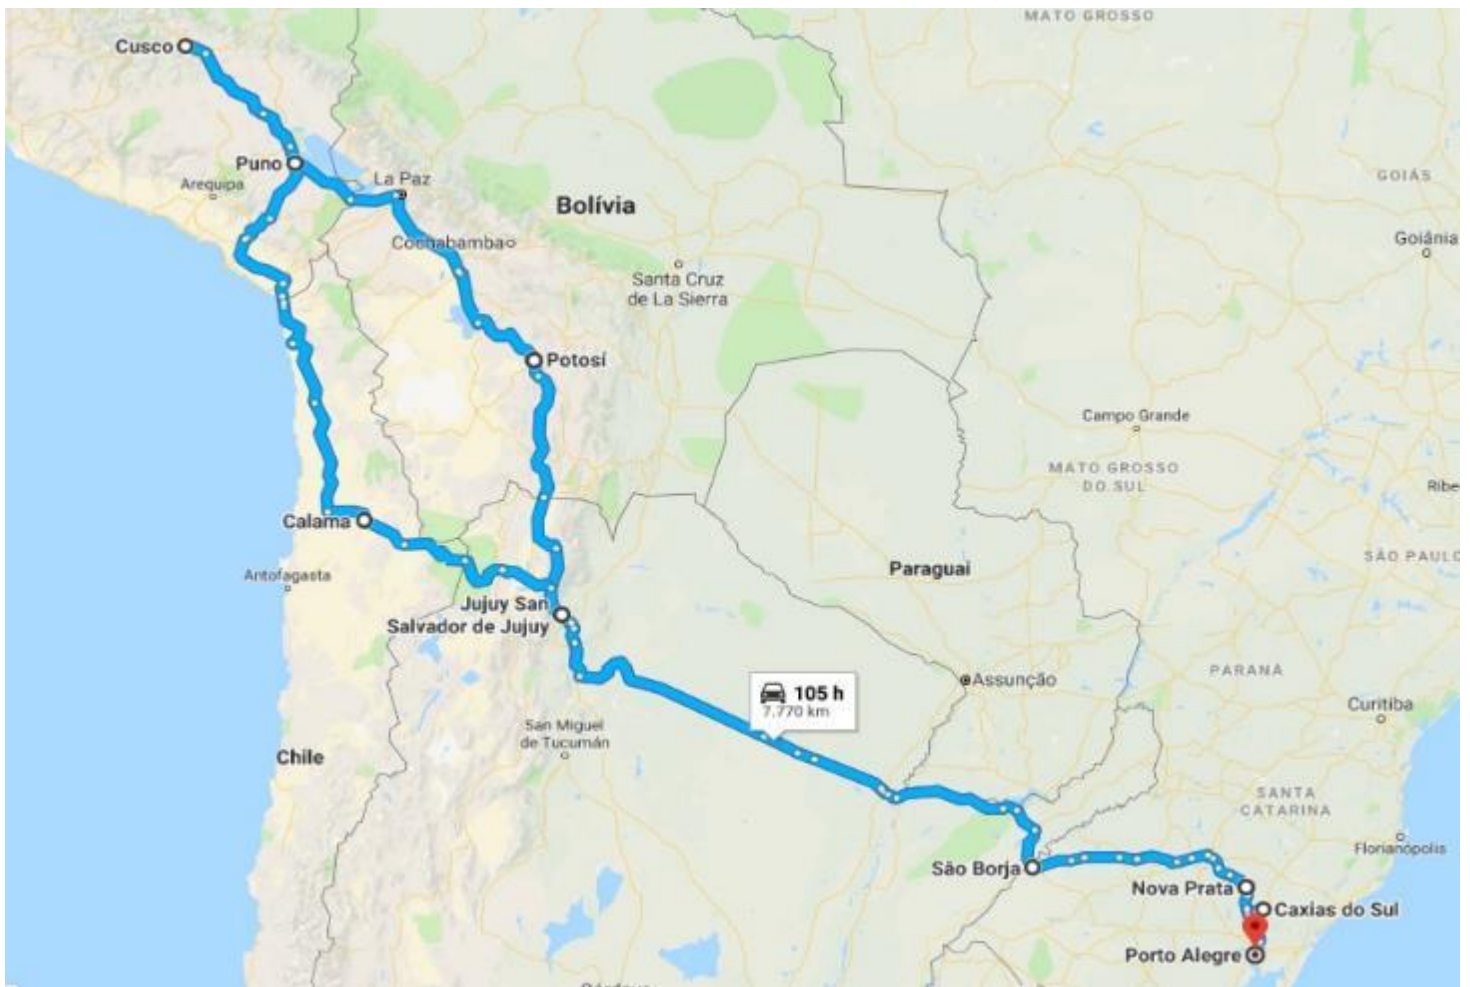 MATO GROSSO
Cusco
Puno
Arequipa
La Paz
GOIÁS
Bolívia
Goiânia
Cochabamba
Santa Cruz
de La Sierra
Potosí
Campo Grande
MATO GROSSO
DO SUL
Ribe
Calama
SÃO PAULO
Antofagasta
Paraguai
Jujuy San
Salvador de Jujuy
PARANÁ
Assunção
105 h
7.770 km
Curitiba
San Miguel
de Tucumán
Chile
SANTA
CATARINA
Florianópolis
São Borja
Nova Prata
Caxias do Sul
Porto Alegre